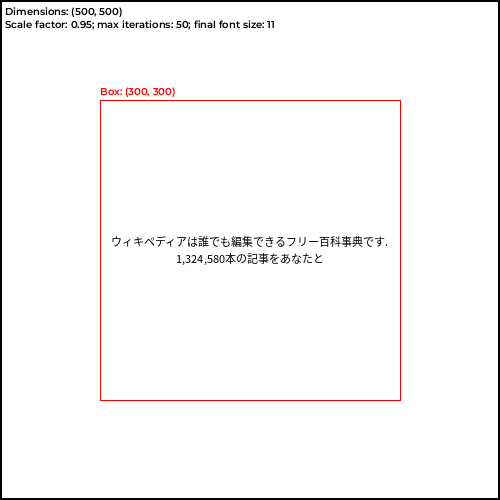 Dimensions: (500, 500)
Scale factor: 0.95; max iterations: 50; final font size: 11
Box: (300, 300)
ウィキペディアは誰でも編集できるフリー百科事典です.
1,324,580本の記事をあなたと